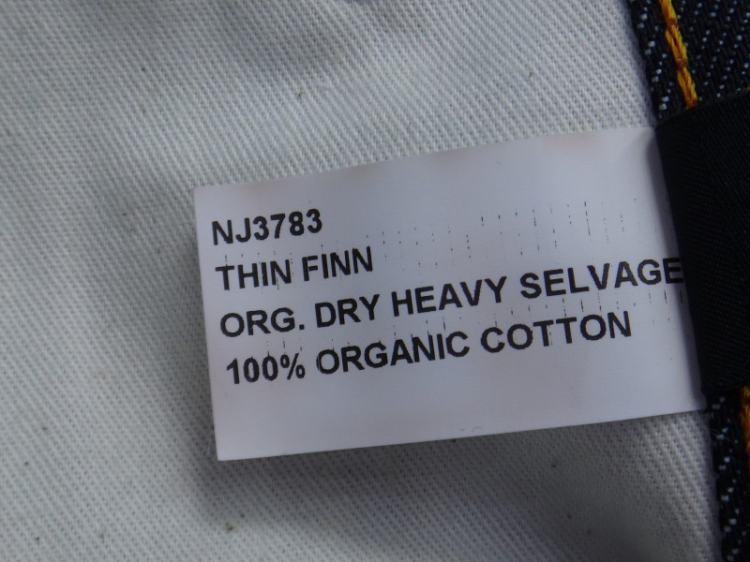 NJ3783
THIN FINN
ORG. DRY HEAVY SELVAGE
100% ORGANIC COTTON